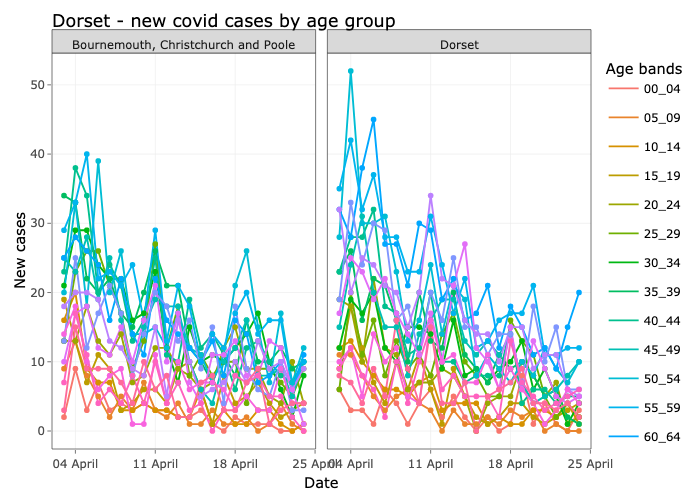 Dorset - new covid cases by age group
Bournemouth, Christchurch and Poole
Dorset
Age bands
00_04
05_09
10_14
15_19
20_24
25_29
30_34
35_39
40_44
45_49
50_54
55_59
60_64
New cases
50
40
30
20
10
0
04 April 11 April 18 April 25 April
04 April 11 April 18 April 25 April
Date